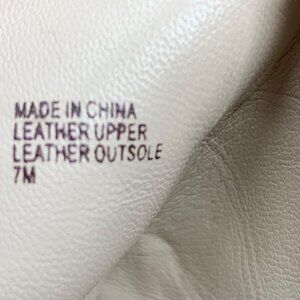 MADE IN CHINA
LEATHER UPPER
LEATHER OUTSOLE
7M